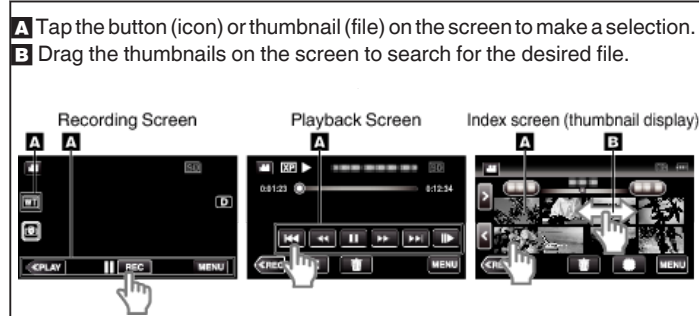 A Tap the button (icon) or thumbnail (file) on the screen to make a selection.
B Drag the thumbnails on the screen to search for the desired file.
Recording Screen
Playback Screen
Index screen (thumbnail display)
A A
A
A B
XP
0:01:23
0:12:34
WT
D
<PLAY
REC
MENU
<REC
MENU
MENU